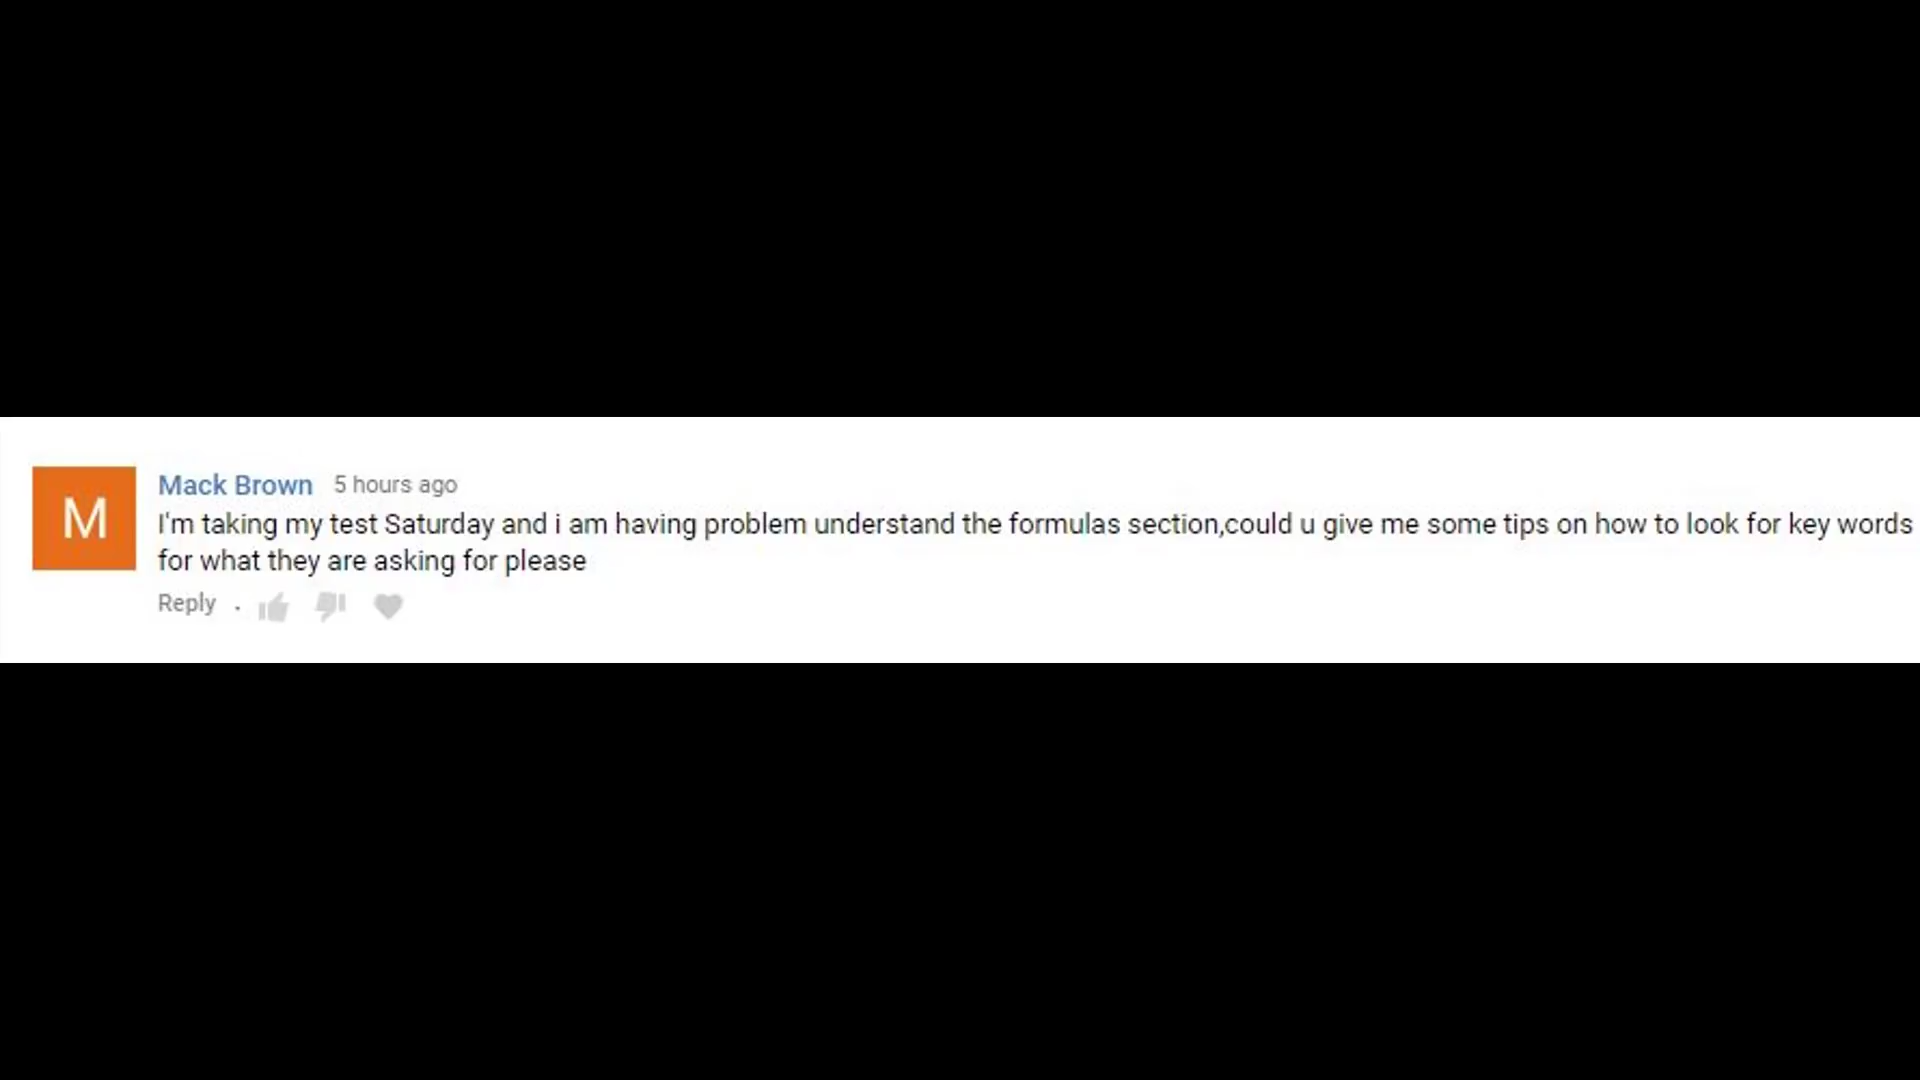 M
Mack Brown 5 hours ago
I'm taking my test Saturday and i am having problem understand the formulas section,could u give me some tips on how to look for key words
for what they are asking for please
Reply .